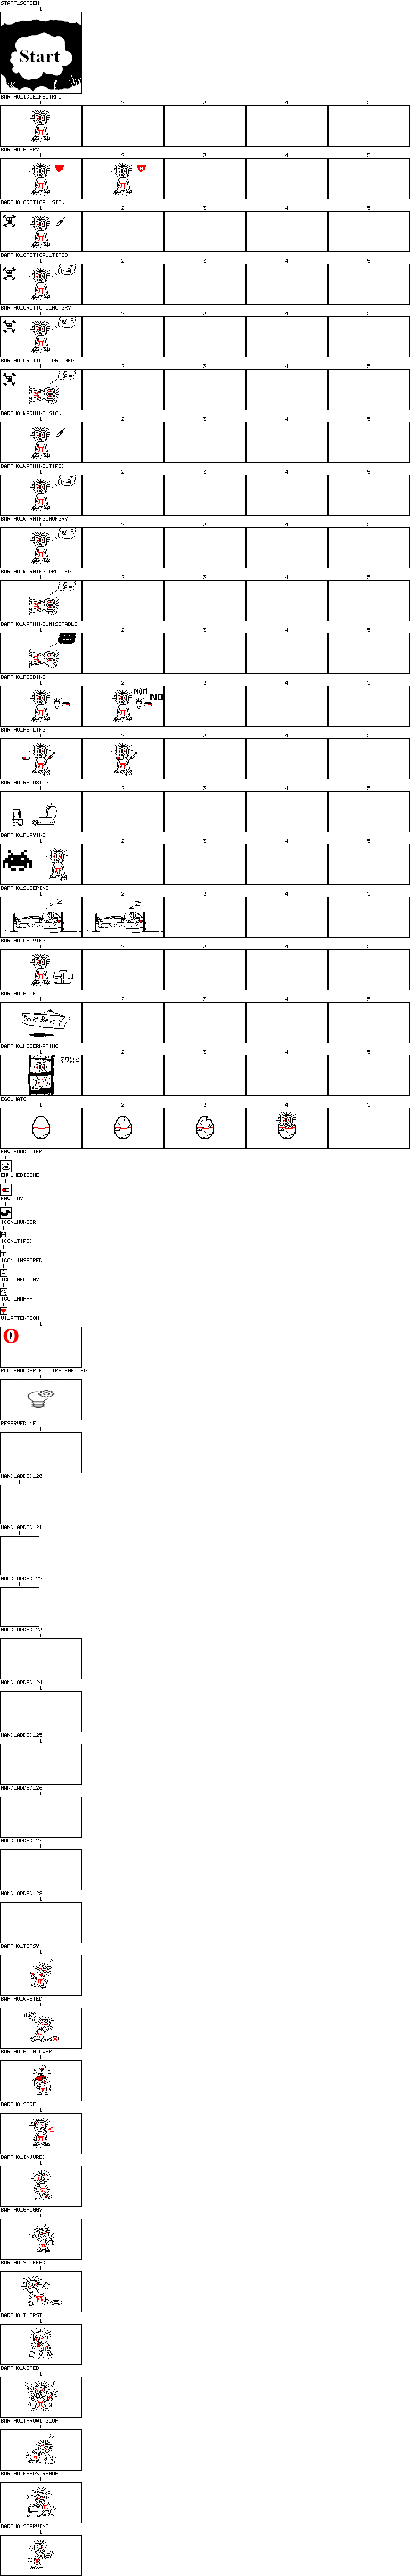 START_SCREEN
1
Start
BARTHO_IDLE_NEUTRAL
1 2 3 4 5
BARTHO_HAPPY
1 2 3 4 5
BARTHO_CRITICAL_SICK
1 2 3 4 5
BARTHO_CRITICAL_TIRED
1 2 3 4 5
BARTHO_CRITICAL_HUNGRY
1 2 3 4 5
BARTHO_CRITICAL_DRAINED
1 2 3 4 5
BARTHO_WARNING_SICK
1 2 3 4 5
BARTHO_WARNING_TIRED
1 2 3 4 5
BARTHO_WARNING_HUNGRY
1 2 3 4 5
BARTHO_WARNING_DRAINED
1 2 3 4 5
BARTHO_WARNING_MISERABLE
1 2 3 4 5
BARTHO_FEEDING
1 2 3 4 5
NOM
NO
BARTHO_HEALING
1 2 3 4 5
BARTHO_RELAXING
1 2 3 4 5
BARTHO_PLAYING
1 2 3 4 5
BARTHO_SLEEPING
1 2 3 4 5
z Z z Z
BARTHO_LEAVING
1 2 3 4 5
BARTHO_GONE
1 2 3 4 5
FOR RENT
BARTHO_HIBERNATING
1 2 3 4 5
EGG_HATCH
1 2 3 4 5
ENV_FOOD_ITEM
1
ENV_MEDICINE
1
ENV_TOY
1
ICON_HUNGER
1
ICON_TIRED
1
ICON_INSPIRED
1
ICON_HEALTHY
1
ICON_HAPPY
1
UI_ATTENTION
1
PLACEHOLDER_NOT_IMPLEMENTED
1
RESERVED_1F
1
HAND_ADDED_20
1
HAND_ADDED_21
1
HAND_ADDED_22
1
HAND_ADDED_23
1
HAND_ADDED_24
1
HAND_ADDED_25
1
HAND_ADDED_26
1
HAND_ADDED_27
1
HAND_ADDED_28
1
BARTHO_TIPSY
1
BARTHO_WASTED
1
BARTHO_HUNG_OVER
1
BARTHO_SORE
1
BARTHO_INJURED
1
BARTHO_GROGGY
1
BARTHO_STUFFED
1
BARTHO_THIRSTY
1
BARTHO_WIRED
1
BARTHO_THROWING_UP
1
BARTHO_NEEDS_REHAB
1
BARTHO_STARVING
1